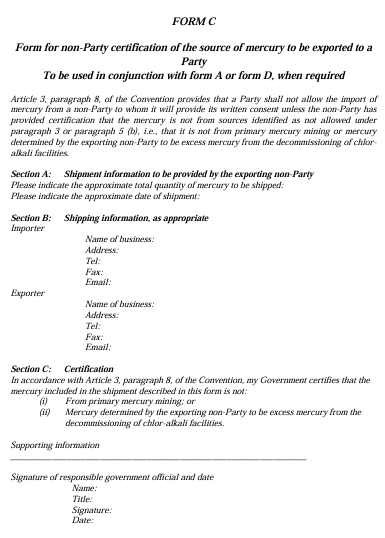 FORM C
Form for non-Party certification of the source of mercury to be exported to a
Party
To be used in conjunction with form A or form D, when required
Article 3, paragraph 8, of the Convention provides that a Party shall not allow the import of
mercury from a non-Party to whom it will provide its written consent unless the non-Party has
provided certification that the mercury is not from sources identified as not allowed under
paragraph 3 or paragraph 5 (b), i.e., that it is not from primary mercury mining or mercury
determined by the exporting non-Party to be excess mercury from the decommissioning of chlor-
alkali facilities.
Section A: Shipment information to be provided by the exporting non-Party
Please indicate the approximate total quantity of mercury to be shipped:
Please indicate the approximate date of shipment:
Section B: Shipping information, as appropriate
Importer
Name of business:
Address:
Tel:
Fax:
Email:
Exporter
Name of business:
Address:
Tel:
Fax:
Email:
Section C: Certification
In accordance with Article 3, paragraph 8, of the Convention, my Government certifies that the
mercury included in the shipment described in this form is not:
(i) From primary mercury mining; or
(ii) Mercury determined by the exporting non-Party to be excess mercury from the
decommissioning of chlor-alkali facilities.
Supporting information
Signature of responsible government official and date
Name:
Title:
Signature:
Date: